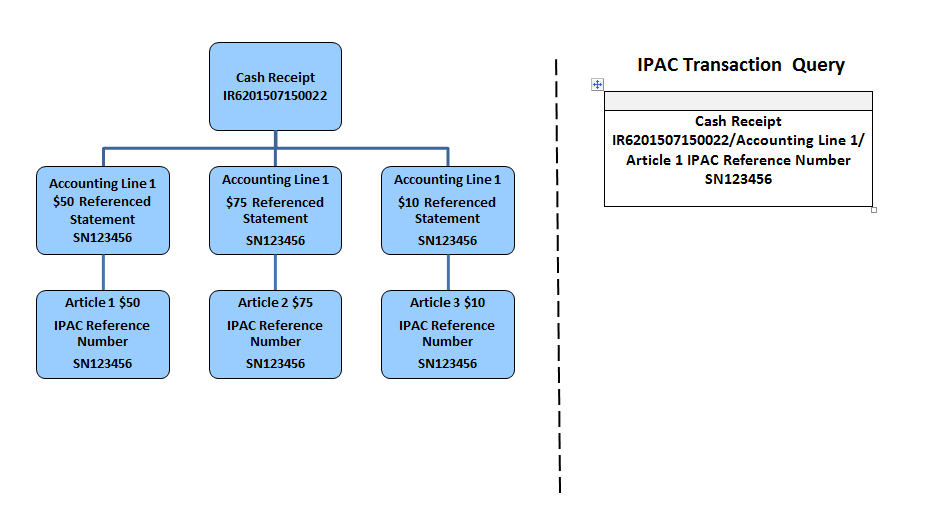 Cash Receipt
IR6201507150022
Accounting Line 1
$50 Referenced
Statement
SN123456
Accounting Line 1
$75 Referenced
Statement
SN123456
Accounting Line 1
$10 Referenced
Statement
SN123456
Article 1 $50
IPAC Reference
Number
SN123456
Article 2 $75
IPAC Reference
Number
SN123456
Article 3 $10
IPAC Reference
Number
SN123456
IPAC Transaction Query
Cash Receipt
IR6201507150022/Accounting Line 1/
Article 1 IPAC Reference Number
SN123456